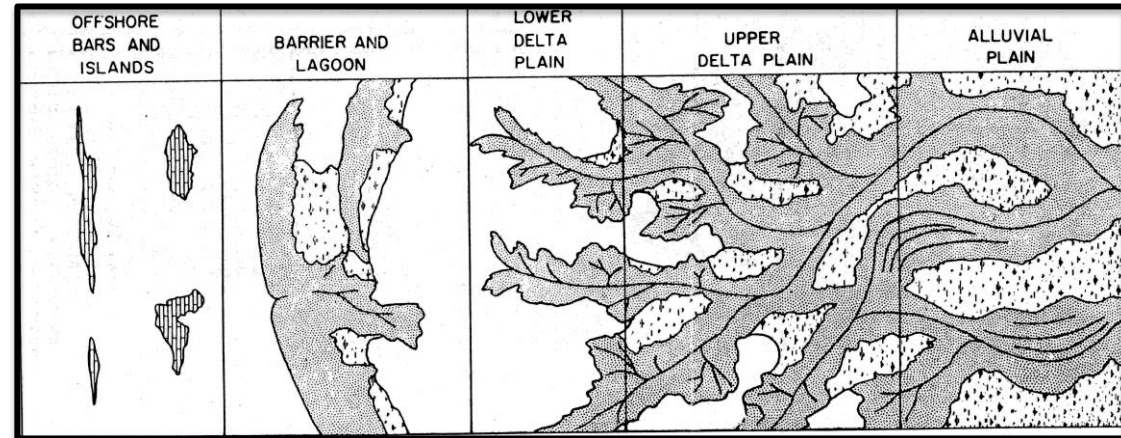 OFFSHORE
BARS AND
ISLANDS
BARRIER AND
LAGOON
LOWER
DELTA
PLAIN
UPPER
DELTA PLAIN
ALLUVIAL
PLAIN